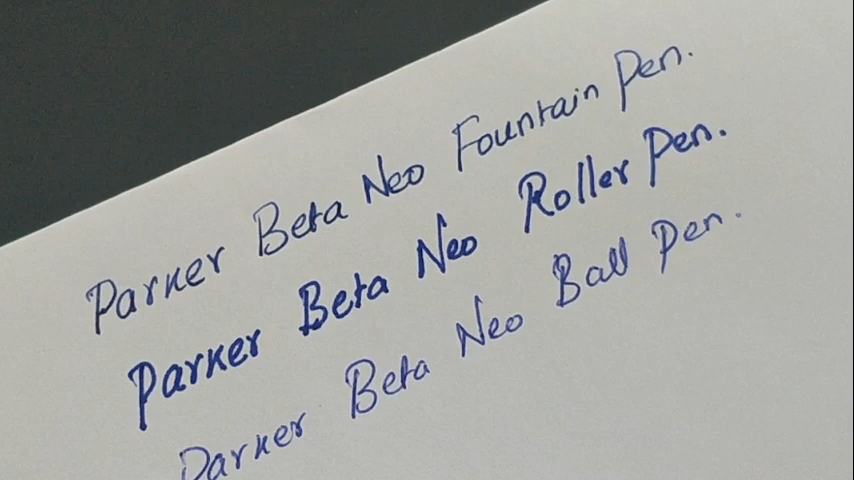 Parker Beta Neo Fountain Pen.
Parker Beta Neo Roller Pen.
Parker Beta Neo Ball Pen.